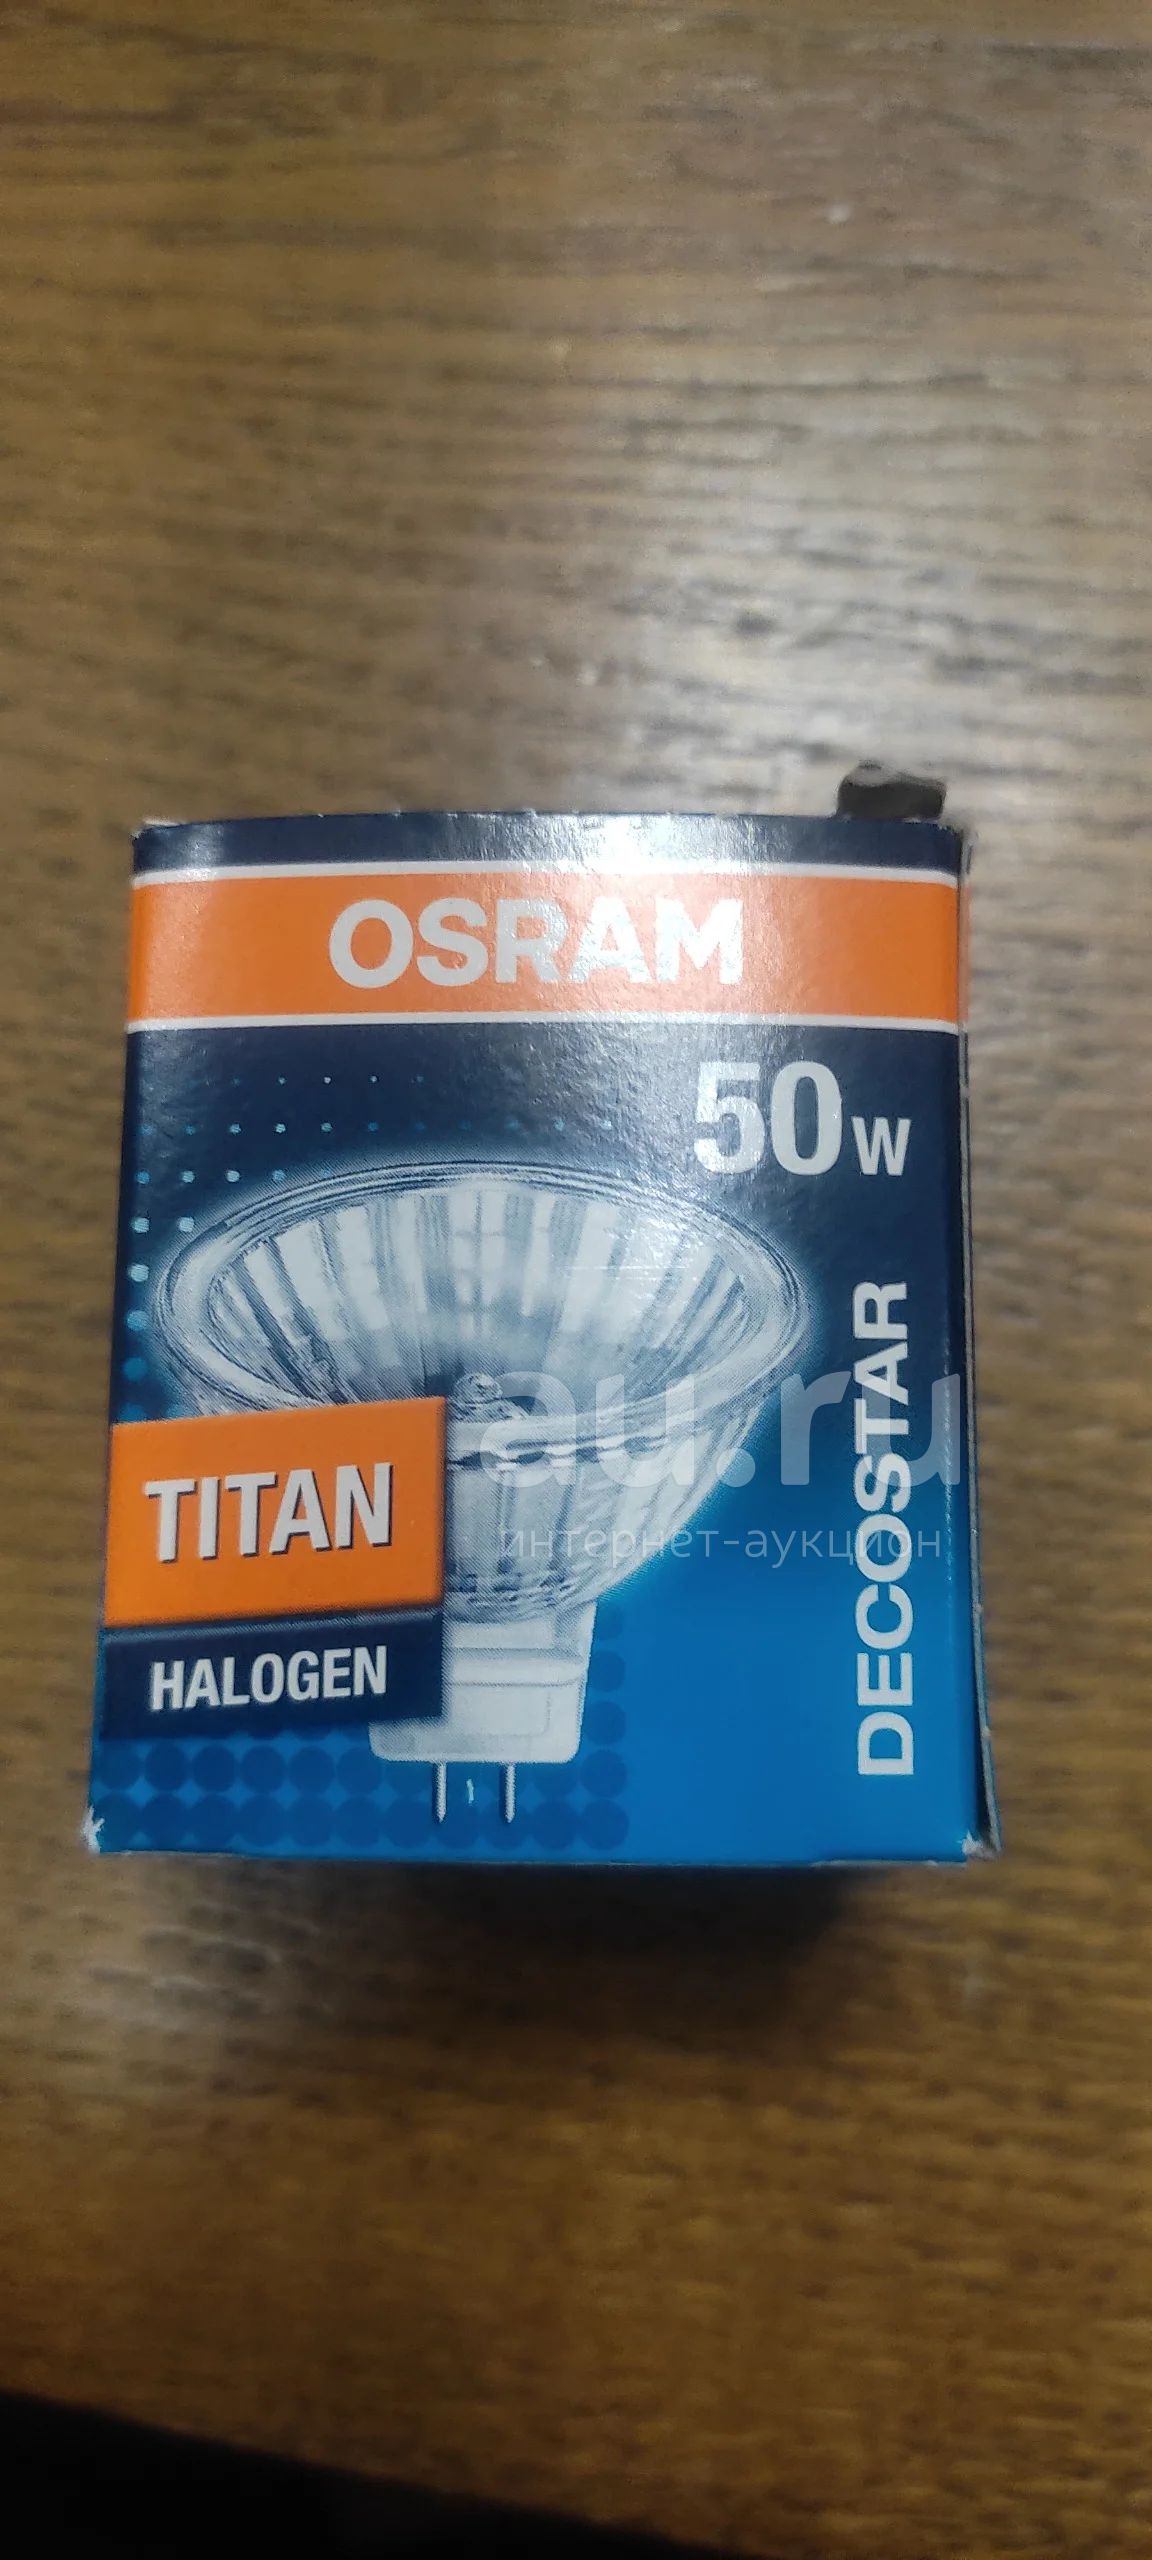 OSRAM
50W
DECOSTAR
TITAN
HALOGEN
au.ru
интернет-аукцион